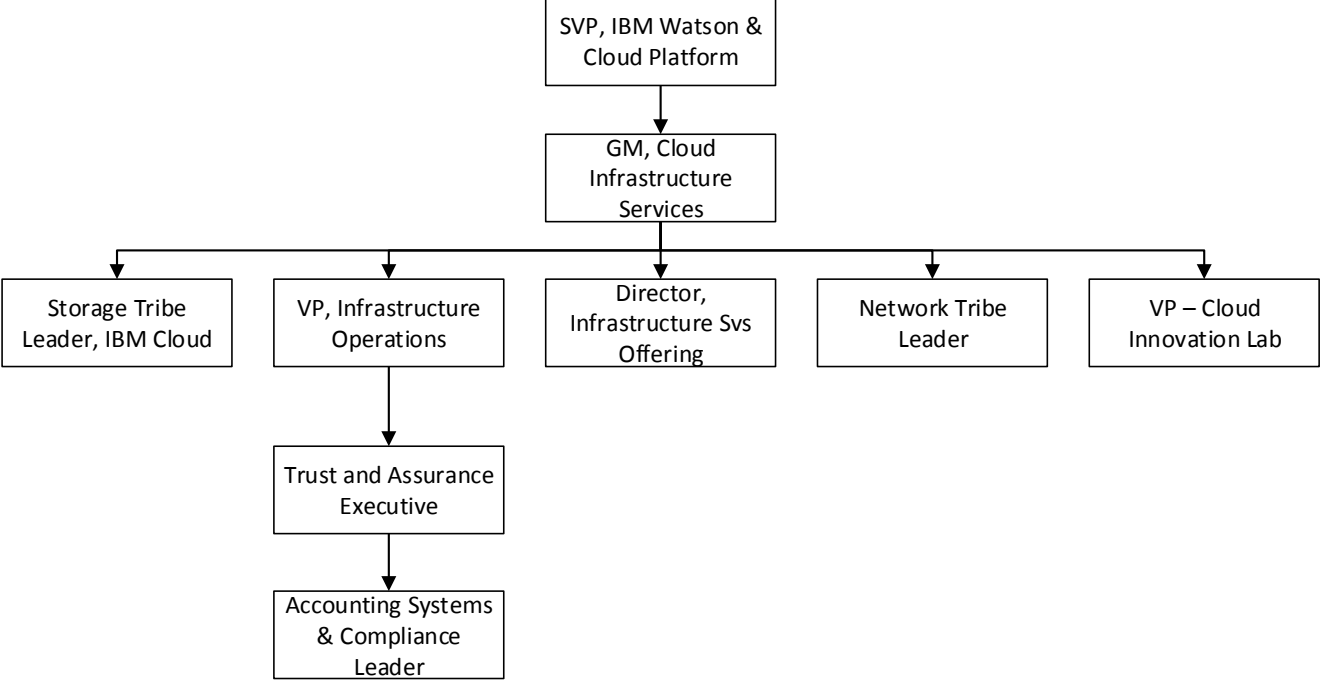 SVP, IBM Watson &
Cloud Platform
GM, Cloud
Infrastructure
Services
Storage Tribe
Leader, IBM Cloud
VP, Infrastructure
Operations
Director,
Infrastructure Svs
Offering
Network Tribe
Leader
VP – Cloud
Innovation Lab
Trust and Assurance
Executive
Accounting Systems
& Compliance
Leader